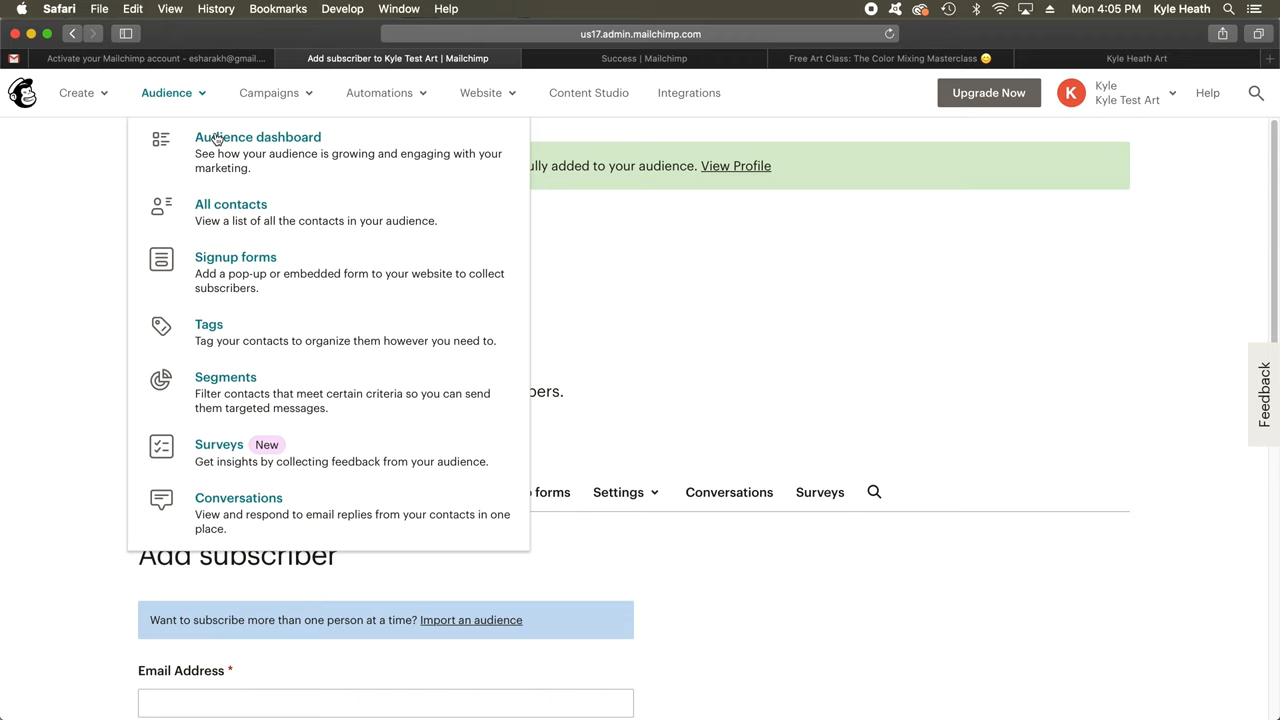 Safari File Edit View History Bookmarks Develop Window Help Mon 4:05 PM Kyle Heath
us17.admin.mailchimp.com
Activate your Mailchimp account - esharakh@gmail.... Add subscriber to Kyle Test Art | Mailchimp Success | Mailchimp Free Art Class: The Color Mixing Masterclass 😊 Kyle Heath Art
Create Audience Campaigns Automations Website Content Studio Integrations Upgrade Now K Kyle Help
Kyle Test Art
Audience dashboard
See how your audience is growing and engaging with your
marketing.
ully added to your audience. View Profile
All contacts
View a list of all the contacts in your audience.
Signup forms
Add a pop-up or embedded form to your website to collect
subscribers.
Tags
Tag your contacts to organize them however you need to.
Segments
Filter contacts that meet certain criteria so you can send
them targeted messages.
bers.
Feedback
Surveys New
Get insights by collecting feedback from your audience.
Conversations
View and respond to email replies from your contacts in one
place.
forms Settings Conversations Surveys
Add subscriber
Want to subscribe more than one person at a time? Import an audience
Email Address *